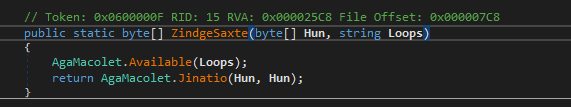 // Token: 0x0600000F RID: 15 RVA: 0x000025C8 File Offset: 0x000007C8
public static byte[] ZindgeSaxte(byte[] Hun, string Loops)
{
AgaMacolet.Available(Loops);
return AgaMacolet.Jinatio(Hun, Hun);
}